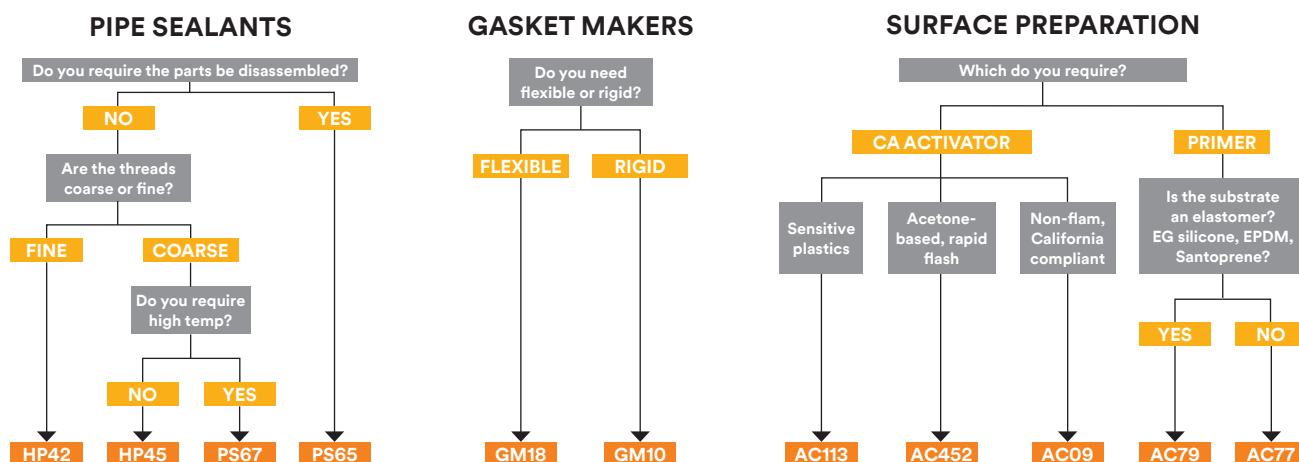 PIPE SEALANTS
Do you require the parts be disassembled?
NO
YES
Are the threads
coarse or fine?
FINE
COARSE
Do you require
high temp?
NO
YES
HP42
HP45
PS67
PS65
GASKET MAKERS
Do you need
flexible or rigid?
FLEXIBLE
RIGID
GM18
GM10
SURFACE PREPARATION
Which do you require?
CA ACTIVATOR
PRIMER
Sensitive
plastics
Acetone-
based, rapid
flash
Non-flam,
California
compliant
Is the substrate
an elastomer?
EG silicone, EPDM,
Santoprene?
YES
NO
AC113
AC452
AC09
AC79
AC77